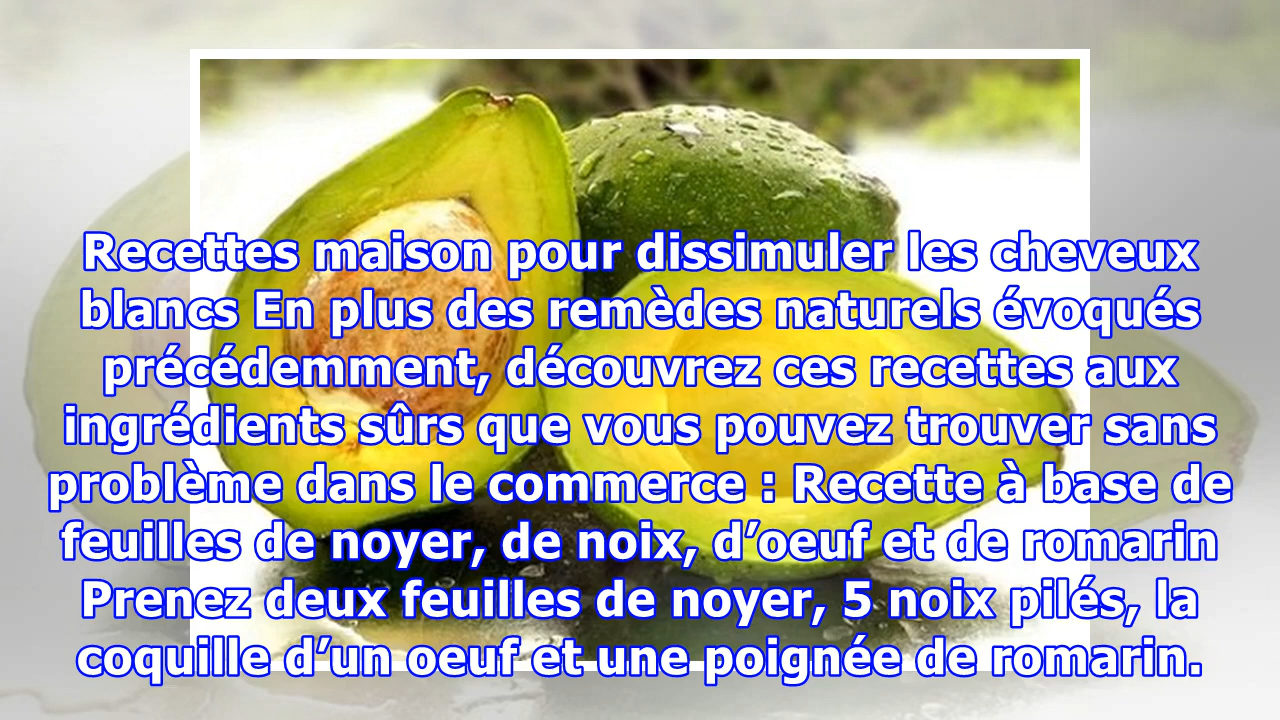 Recettes maison pour dissimuler les cheveux
blancs En plus des remèdes naturels évoqués
précédemment, découvrez ces recettes aux
ingrédients sûrs que vous pouvez trouver sans
problème dans le commerce : Recette à base de
feuilles de noyer, de noix, d’oeuf et de romarin
Prenez deux feuilles de noyer, 5 noix pilés, la
coquille d’un oeuf et une poignée de romarin.